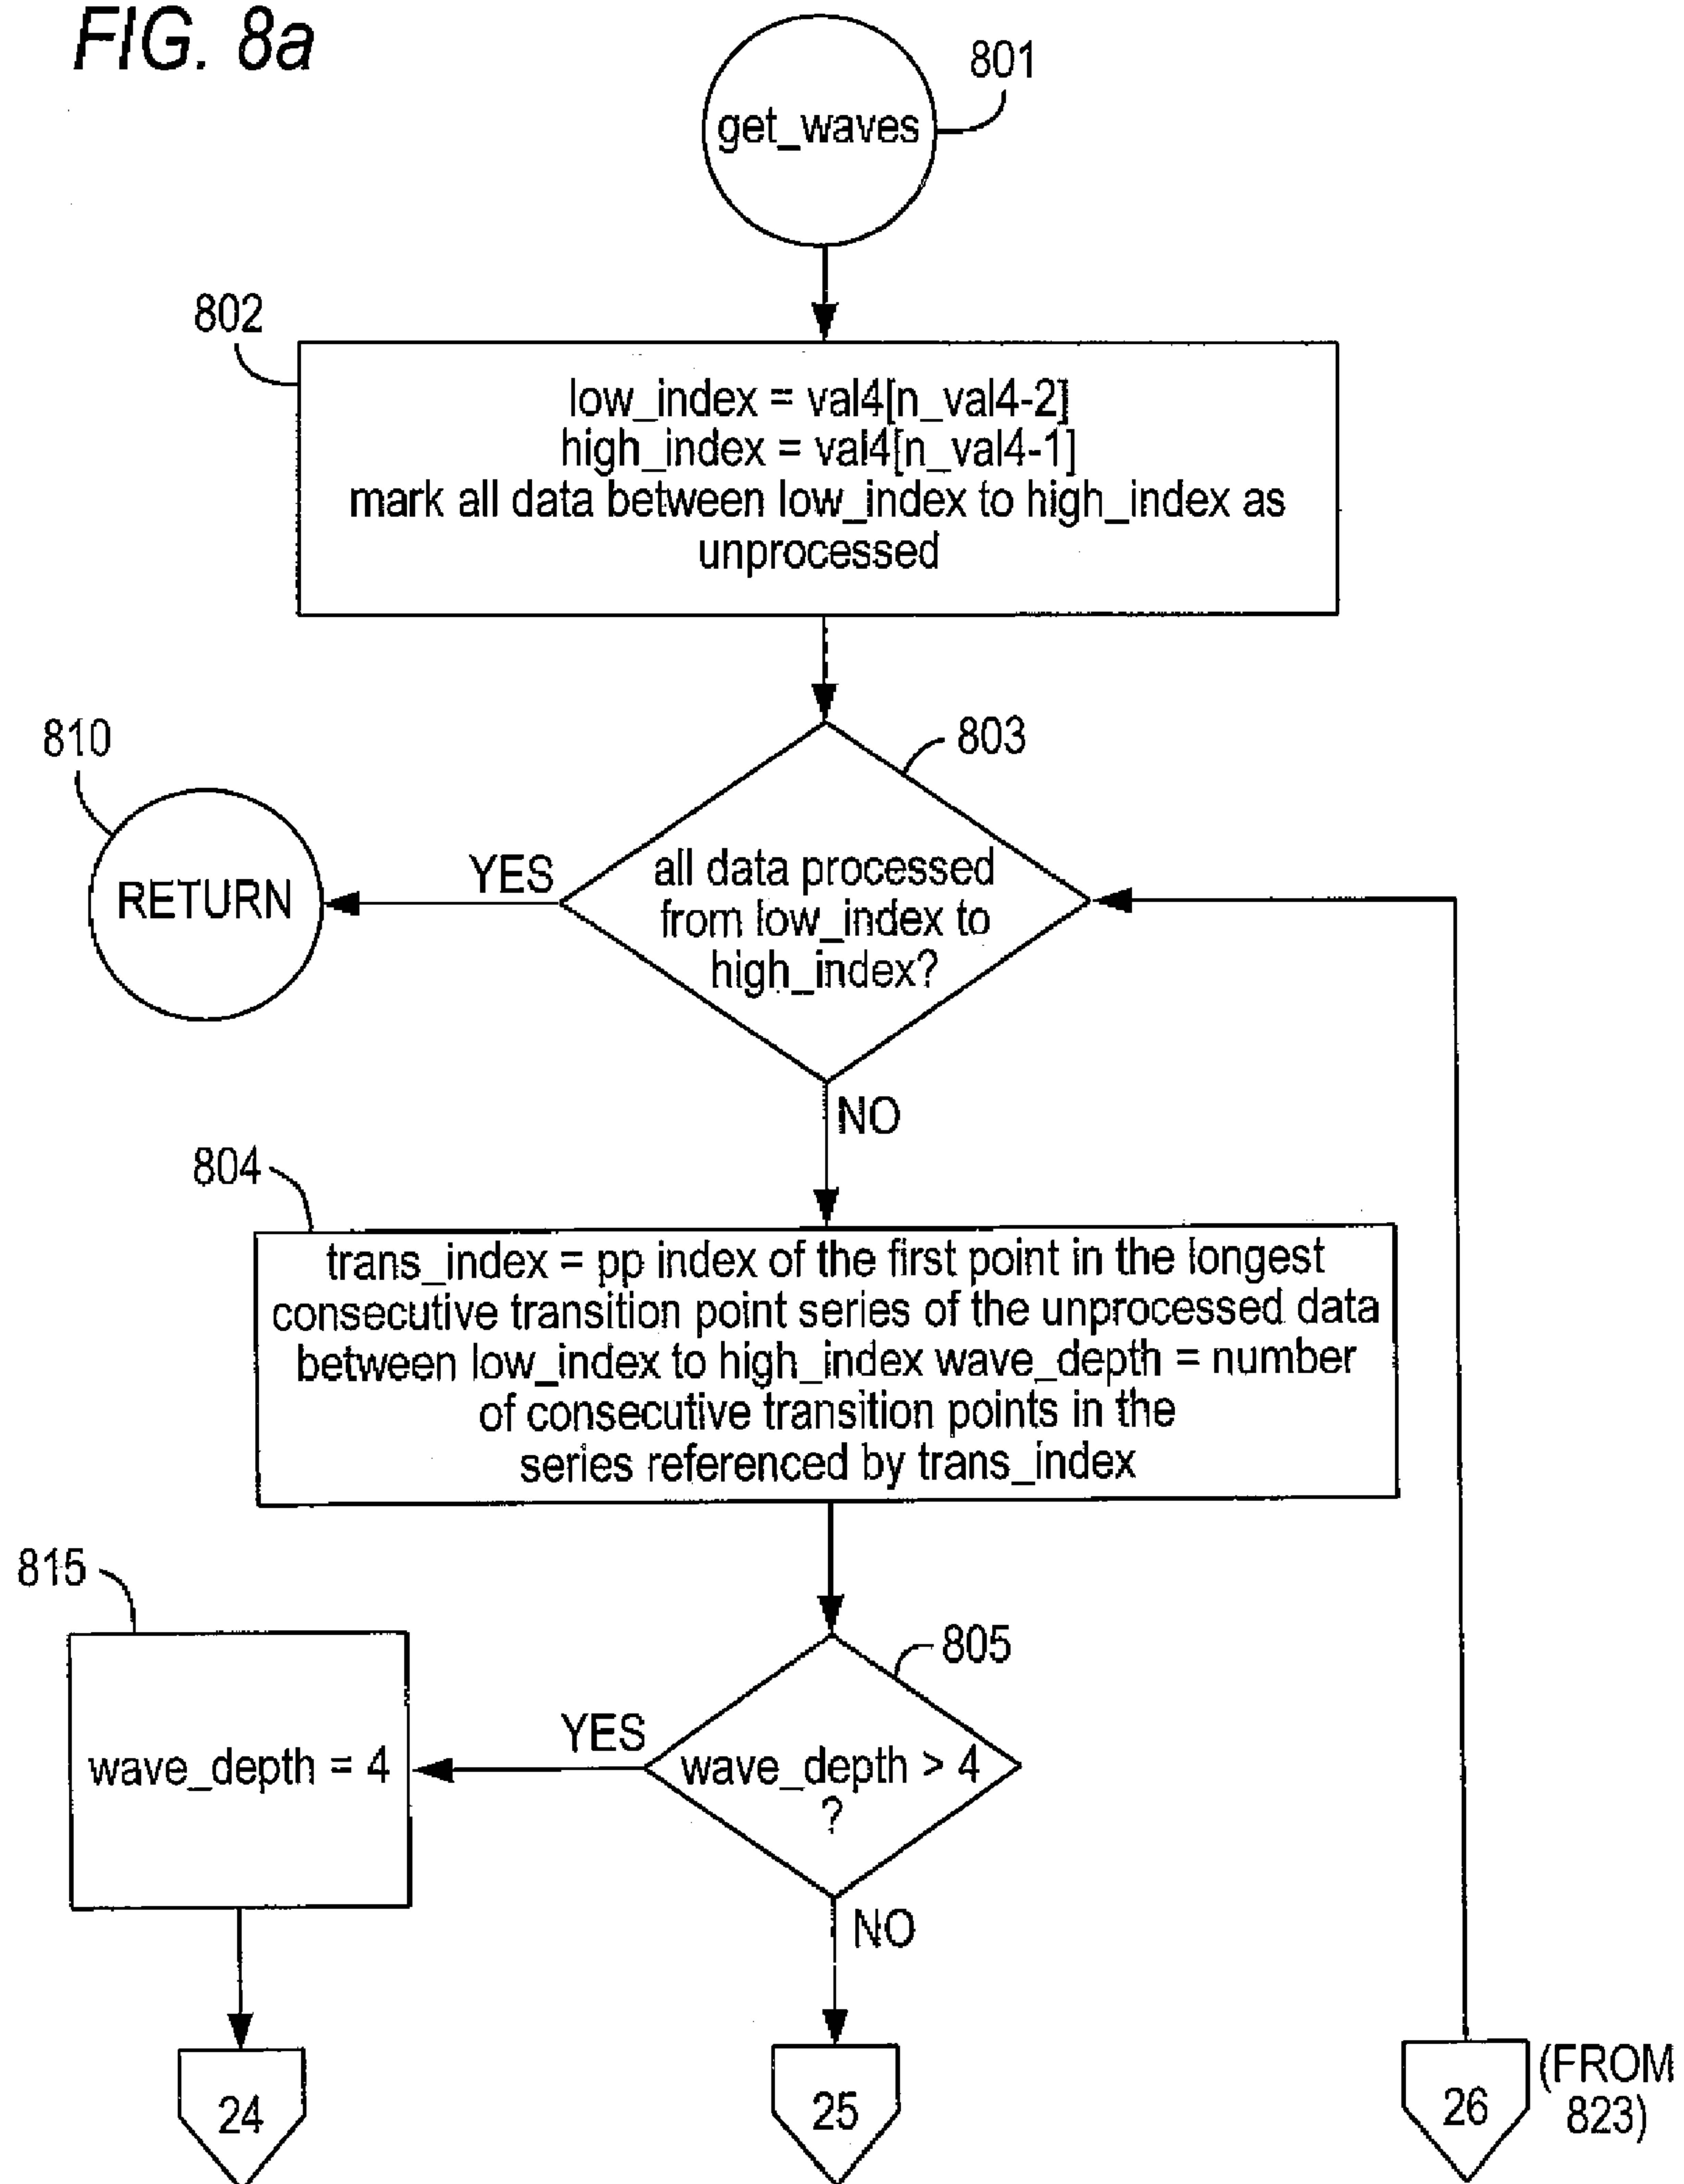 FIG. 8a
801
get_waves
802
low_index = val4[n_val4-2]
high_index = val4[n_val4-1]
mark all data between low_index to high_index as
unprocessed
810
803
RETURN
YES
all data processed
from low_index to
high_index?
NO
804
trans_index = pp index of the first point in the longest
consecutive transition point series of the unprocessed data
between low_index to high_index wave_depth = number
of consecutive transition points in the
series referenced by trans_index
815
805
wave_depth = 4
YES
wave_depth > 4
?
NO
24
25
26
(FROM
823)